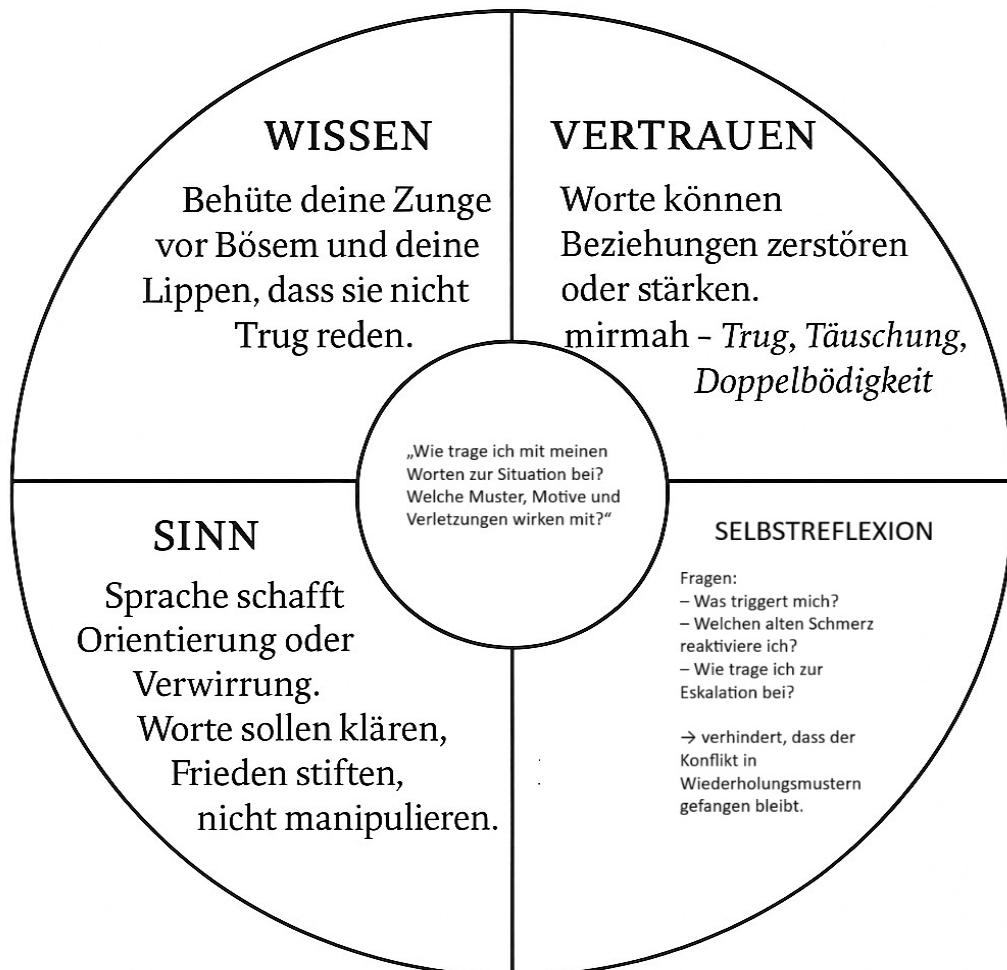 WISSEN
Behüte deine Zunge
vor Bösem und deine
Lippen, dass sie nicht
Trug reden.
VERTRAUEN
Worte können
Beziehungen zerstören
oder stärken.
mirmah – Trug, Täuschung,
Doppelbödigkeit
„Wie trage ich mit meinen
Worten zur Situation bei?
Welche Muster, Motive und
Verletzungen wirken mit?“
SINN
Sprache schafft
Orientierung oder
Verwirrung.
Worte sollen klären,
Frieden stiften,
nicht manipulieren.
SELBSTREFLEXION
Fragen:
– Was triggert mich?
– Welchen alten Schmerz
reaktiviere ich?
– Wie trage ich zur
Eskalation bei?
→ verhindert, dass der
Konflikt in
Wiederholungsmustern
gefangen bleibt.